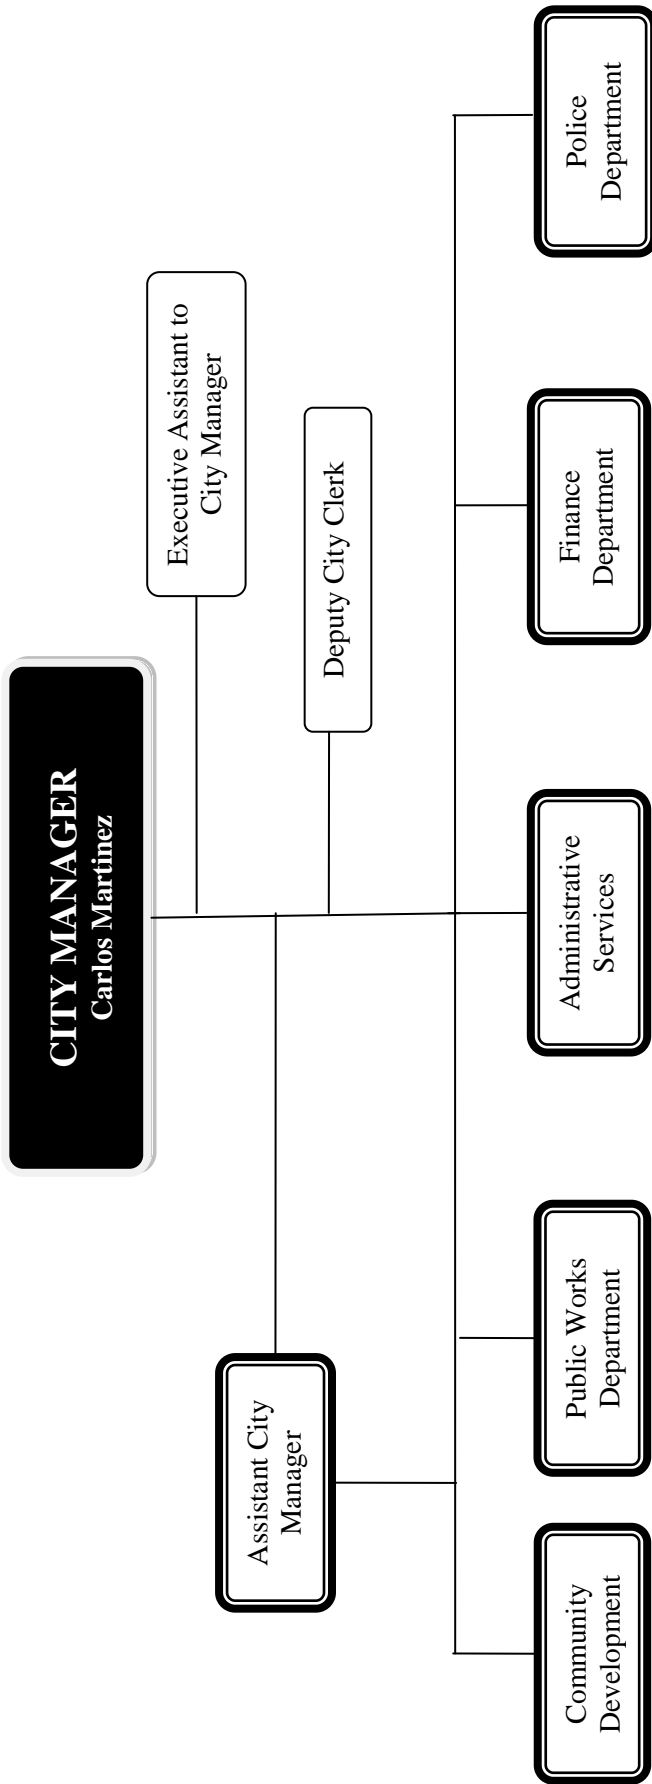 CITY MANAGER
Carlos Martinez
Executive Assistant to
City Manager
Assistant City
Manager
Deputy City Clerk
Community
Development
Public Works
Department
Administrative
Services
Finance
Department
Police
Department